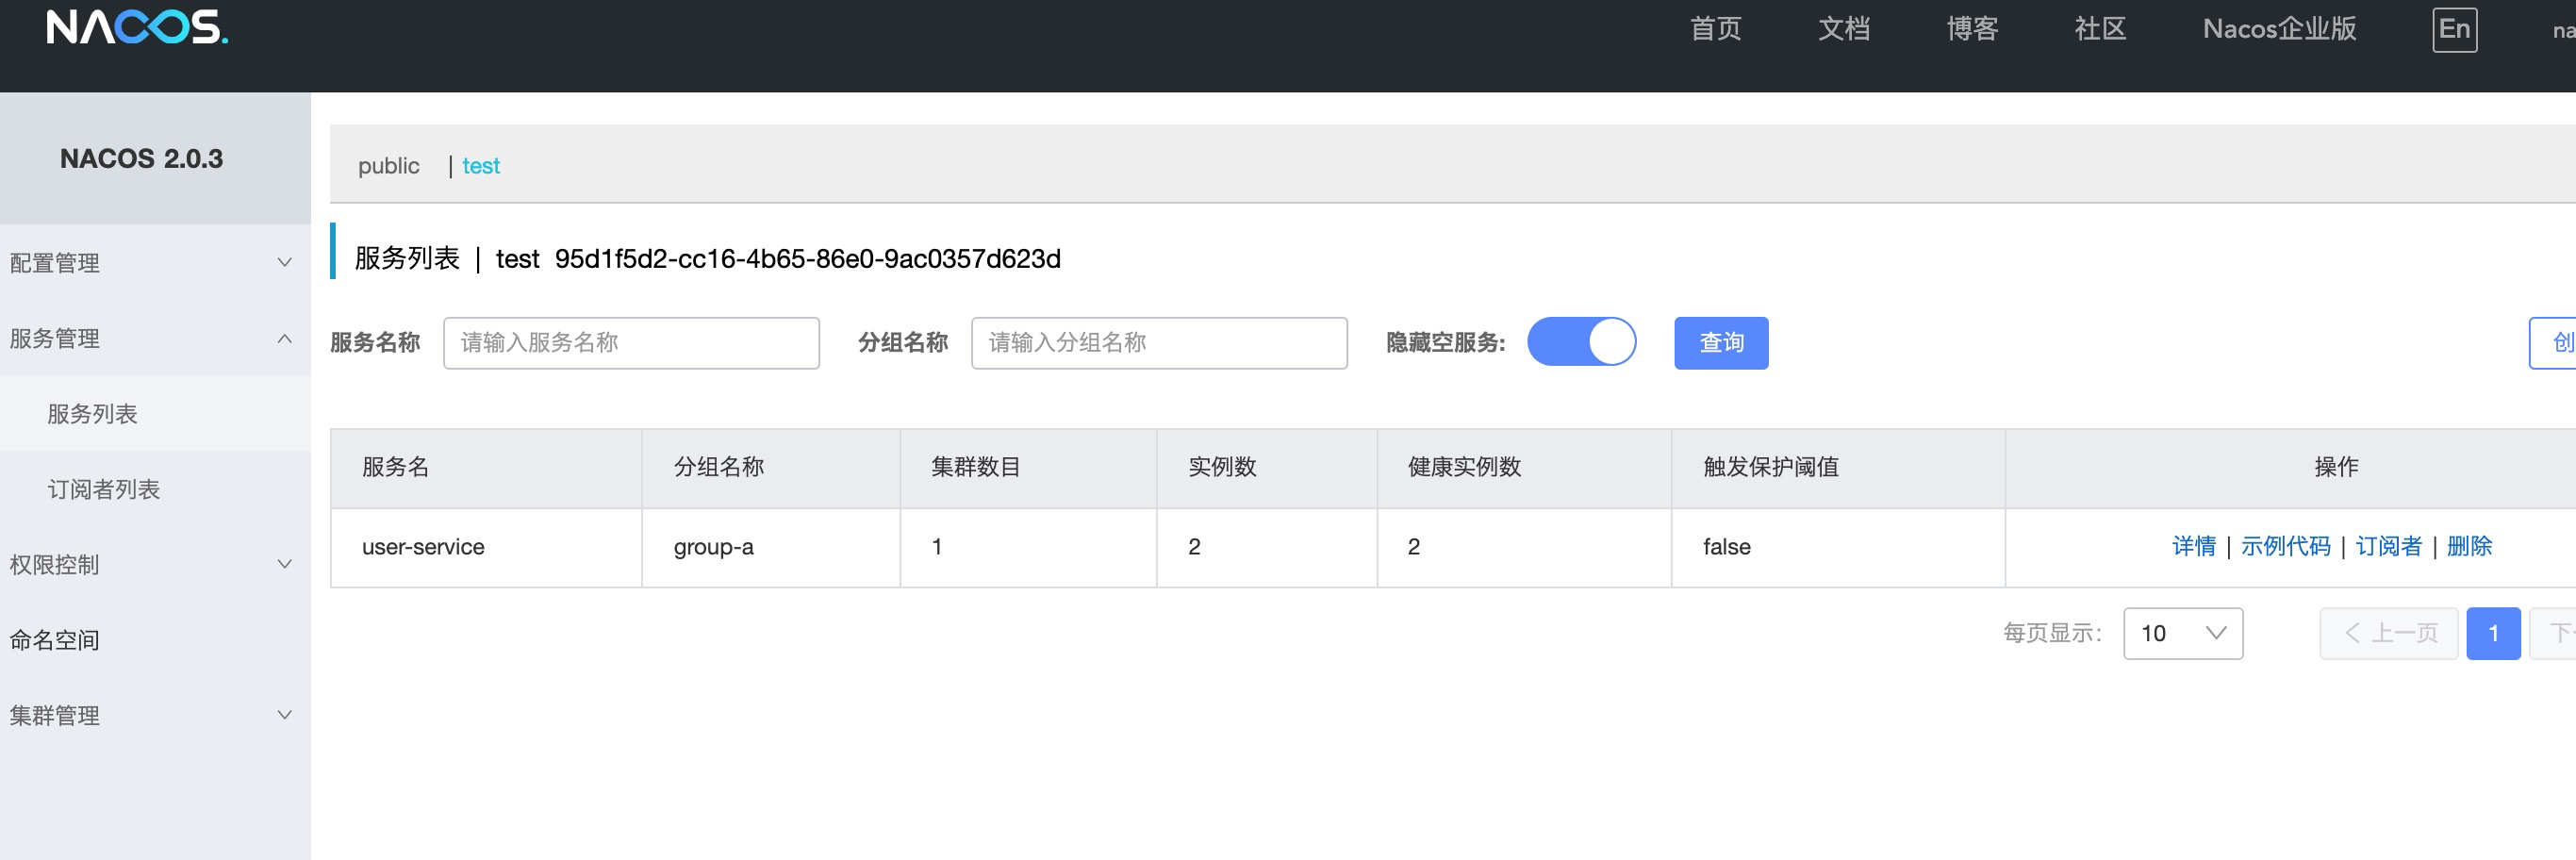 NACOS.
首页 文档 博客 社区 Nacos企业版 En na
NACOS 2.0.3
配置管理
服务管理
服务列表
订阅者列表
权限控制
命名空间
集群管理
public | test
服务列表 | test 95d1f5d2-cc16-4b65-86e0-9ac0357d623d
服务名称 请输入服务名称 分组名称 请输入分组名称 隐藏空服务: 查询 创
服务名 分组名称 集群数目 实例数 健康实例数 触发保护阈值 操作
user-service group-a 1 2 2 false 详情 | 示例代码 | 订阅者 | 删除
每页显示: 10 上一页 1 下